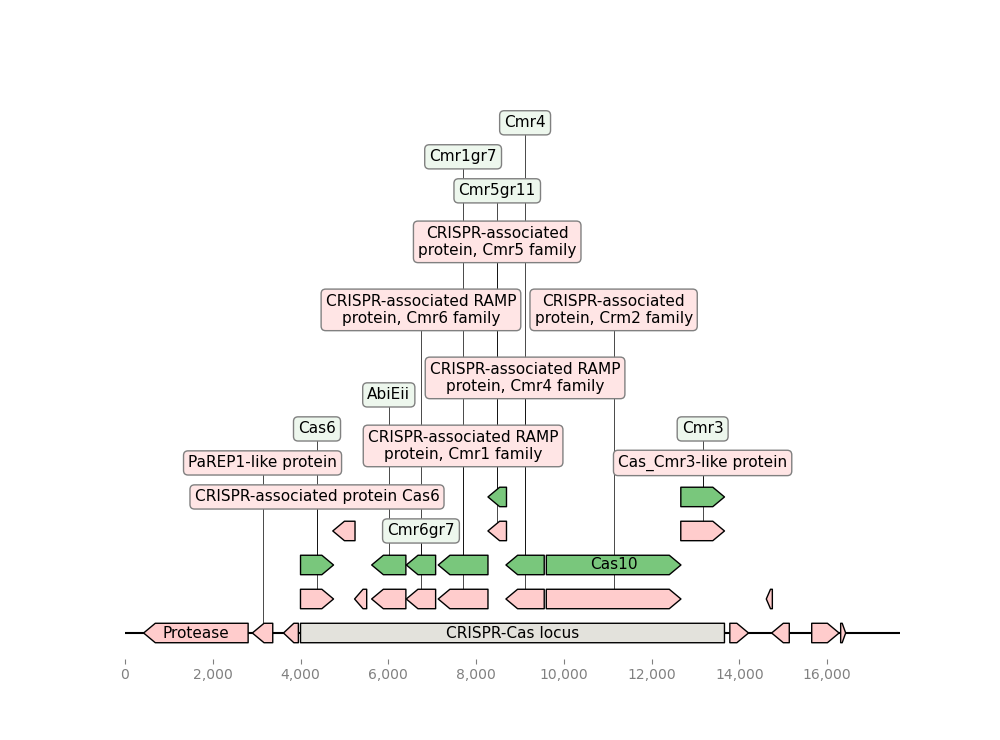 Cmr4
Cmr1gr7
Cmr5gr11
CRISPR-associated
protein, Cmr5 family
CRISPR-associated RAMP
protein, Cmr6 family
CRISPR-associated
protein, Crm2 family
CRISPR-associated RAMP
protein, Cmr4 family
AbiEii
Cas6
CRISPR-associated RAMP
protein, Cmr1 family
Cmr3
PaREP1-like protein
Cas_Cmr3-like protein
CRISPR-associated protein Cas6
Cmr6gr7
Cas10
Protease
CRISPR-Cas locus
0 2,000 4,000 6,000 8,000 10,000 12,000 14,000 16,000